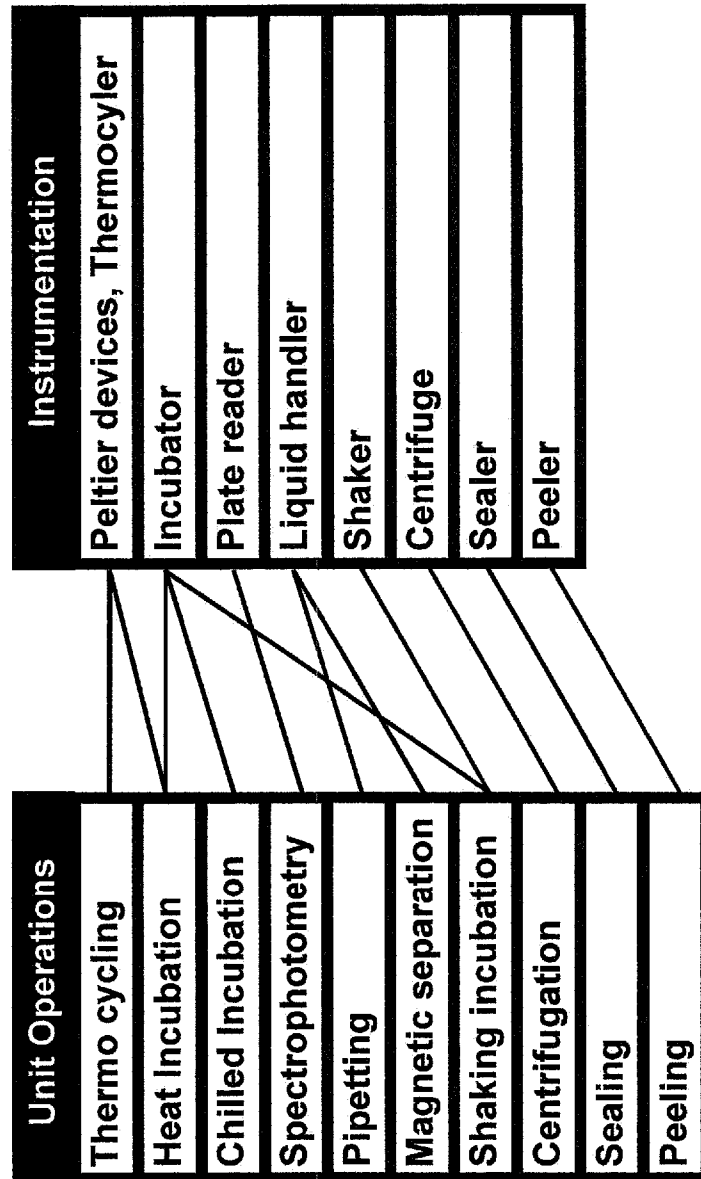 Unit Operations
Thermo cycling
Heat Incubation
Chilled Incubation
Spectrophotometry
Pipetting
Magnetic separation
Shaking incubation
Centrifugation
Sealing
Peeling
Instrumentation
Peltier devices, Thermocyler
Incubator
Plate reader
Liquid handler
Shaker
Centrifuge
Sealer
Peeler